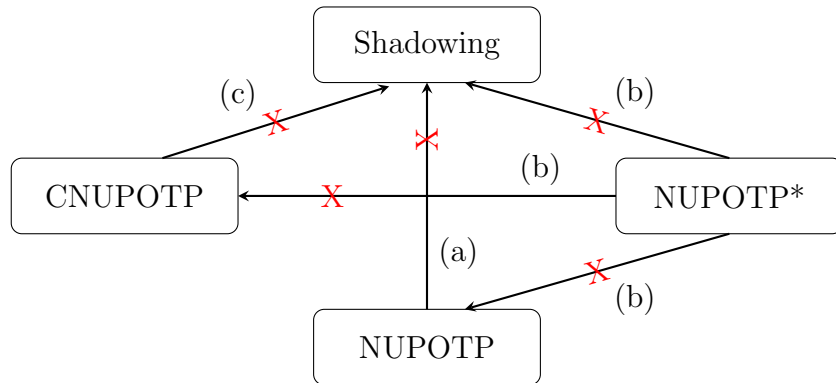 Shadowing
(c)
(b)
X
X
X
CNUPOTP
X
(b)
NUPOTP*
(a)
X
(b)
NUPOTP